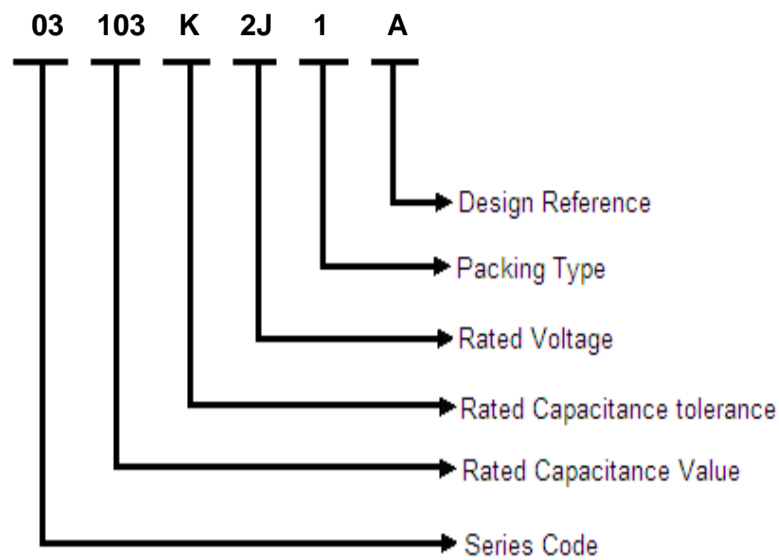 03 103 K 2J 1 A
Design Reference
Packing Type
Rated Voltage
Rated Capacitance tolerance
Rated Capacitance Value
Series Code